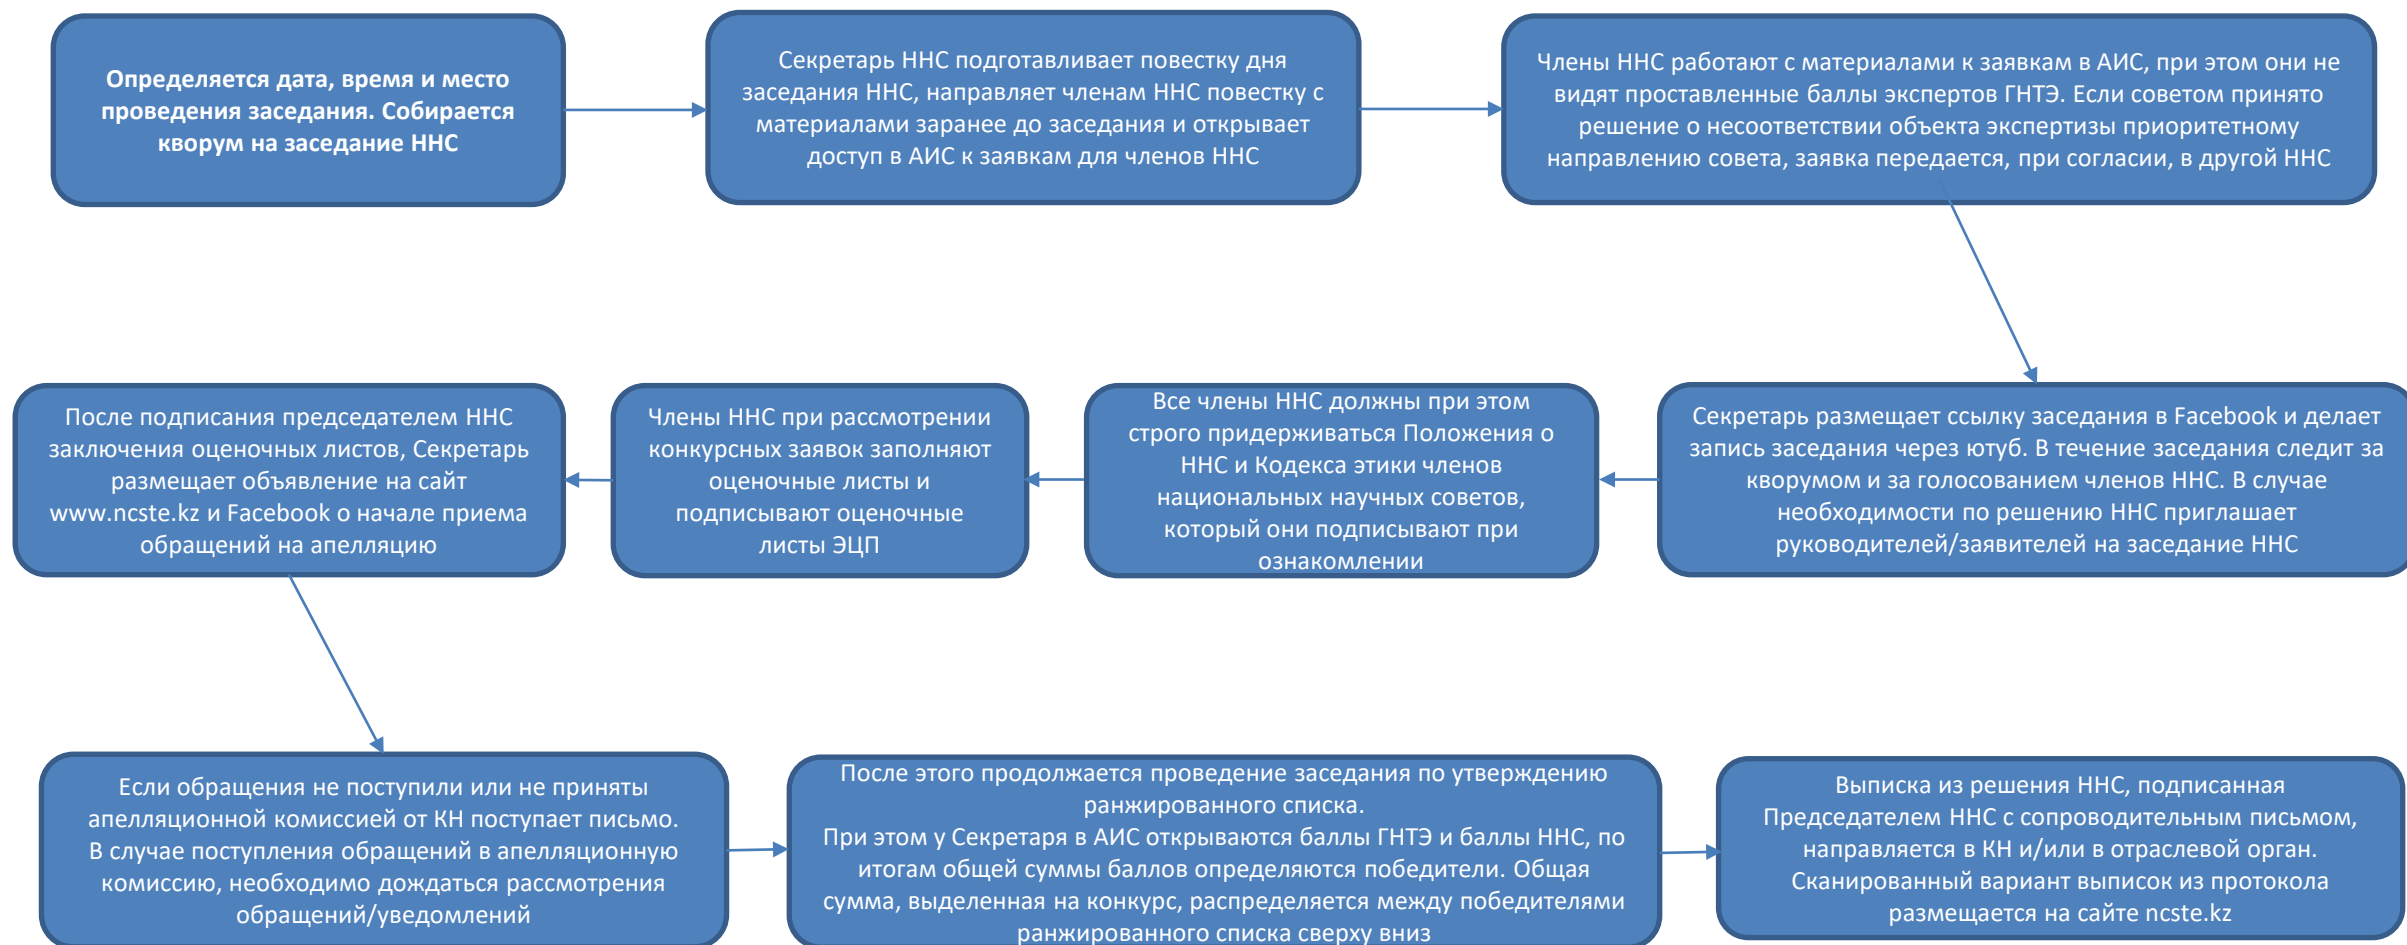 Определяется дата, время и место
проведения заседания. Собирается
кворум на заседание ННС
Секретарь ННС подготавливает повестку дня
заседания ННС, направляет членам ННС повестку с
материалами заранее до заседания и открывает
доступ в АИС к заявкам для членов ННС
Члены ННС работают с материалами к заявкам в АИС, при этом они не
видят проставленные баллы экспертов ГНТЭ. Если советом принято
решение о несоответствии объекта экспертизы приоритетному
направлению совета, заявка передается, при согласии, в другой ННС
Секретарь размещает ссылку заседания в Facebook и делает
запись заседания через ютуб. В течение заседания следит за
кворумом и за голосованием членов ННС. В случае
необходимости по решению ННС приглашает
руководителей/заявителей на заседание ННС
Все члены ННС должны при этом
строго придерживаться Положения о
ННС и Кодекса этики членов
национальных научных советов,
который они подписывают при
ознакомлении
Члены ННС при рассмотрении
конкурсных заявок заполняют
оценочные листы и
подписывают оценочные
листы ЭЦП
После подписания председателем ННС
заключения оценочных листов, Секретарь
размещает объявление на сайт
www.ncste.kz и Facebook о начале приема
обращений на апелляцию
Если обращения не поступили или не приняты
апелляционной комиссией от КН поступает письмо.
В случае поступления обращений в апелляционную
комиссию, необходимо дождаться рассмотрения
обращений/уведомлений
После этого продолжается проведение заседания по утверждению
ранжированного списка.
При этом у Секретаря в АИС открываются баллы ГНТЭ и баллы ННС, по
итогам общей суммы баллов определяются победители. Общая
сумма, выделенная на конкурс, распределяется между победителями
ранжированного списка сверху вниз
Выписка из решения ННС, подписанная
Председателем ННС с сопроводительным письмом,
направляется в КН и/или в отраслевой орган.
Сканированный вариант выписок из протокола
размещается на сайте ncste.kz